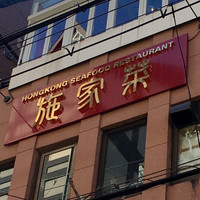 HONGKONG SEAFOOD RESTAURANT
施家菜